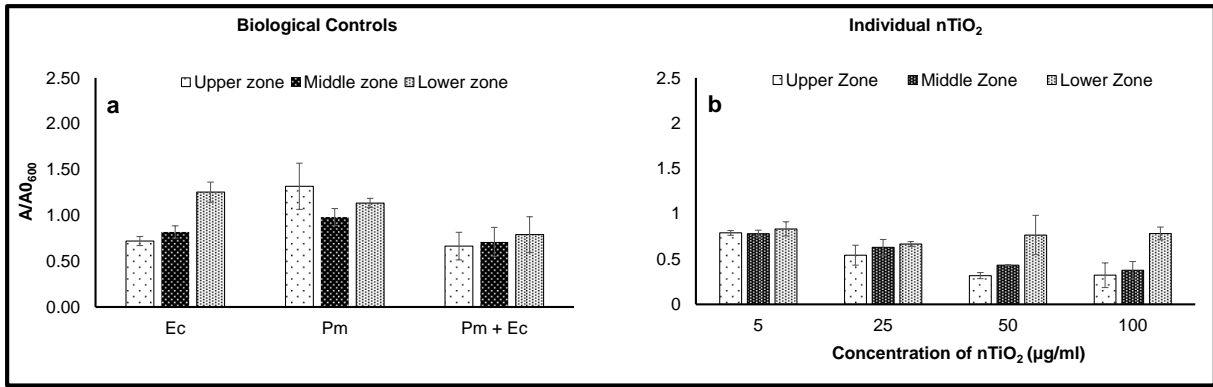 Biological Controls
2.50
2.00
1.50
1.00
0.50
0.00
A/A0₆₀₀
Upper zone
Middle zone
Lower zone
a
Ec
Pm
Pm + Ec
Individual nTiO₂
2.5
2
1.5
1
0.5
0
Upper Zone
Middle Zone
Lower Zone
b
5
25
50
100
Concentration of nTiO₂ (µg/ml)